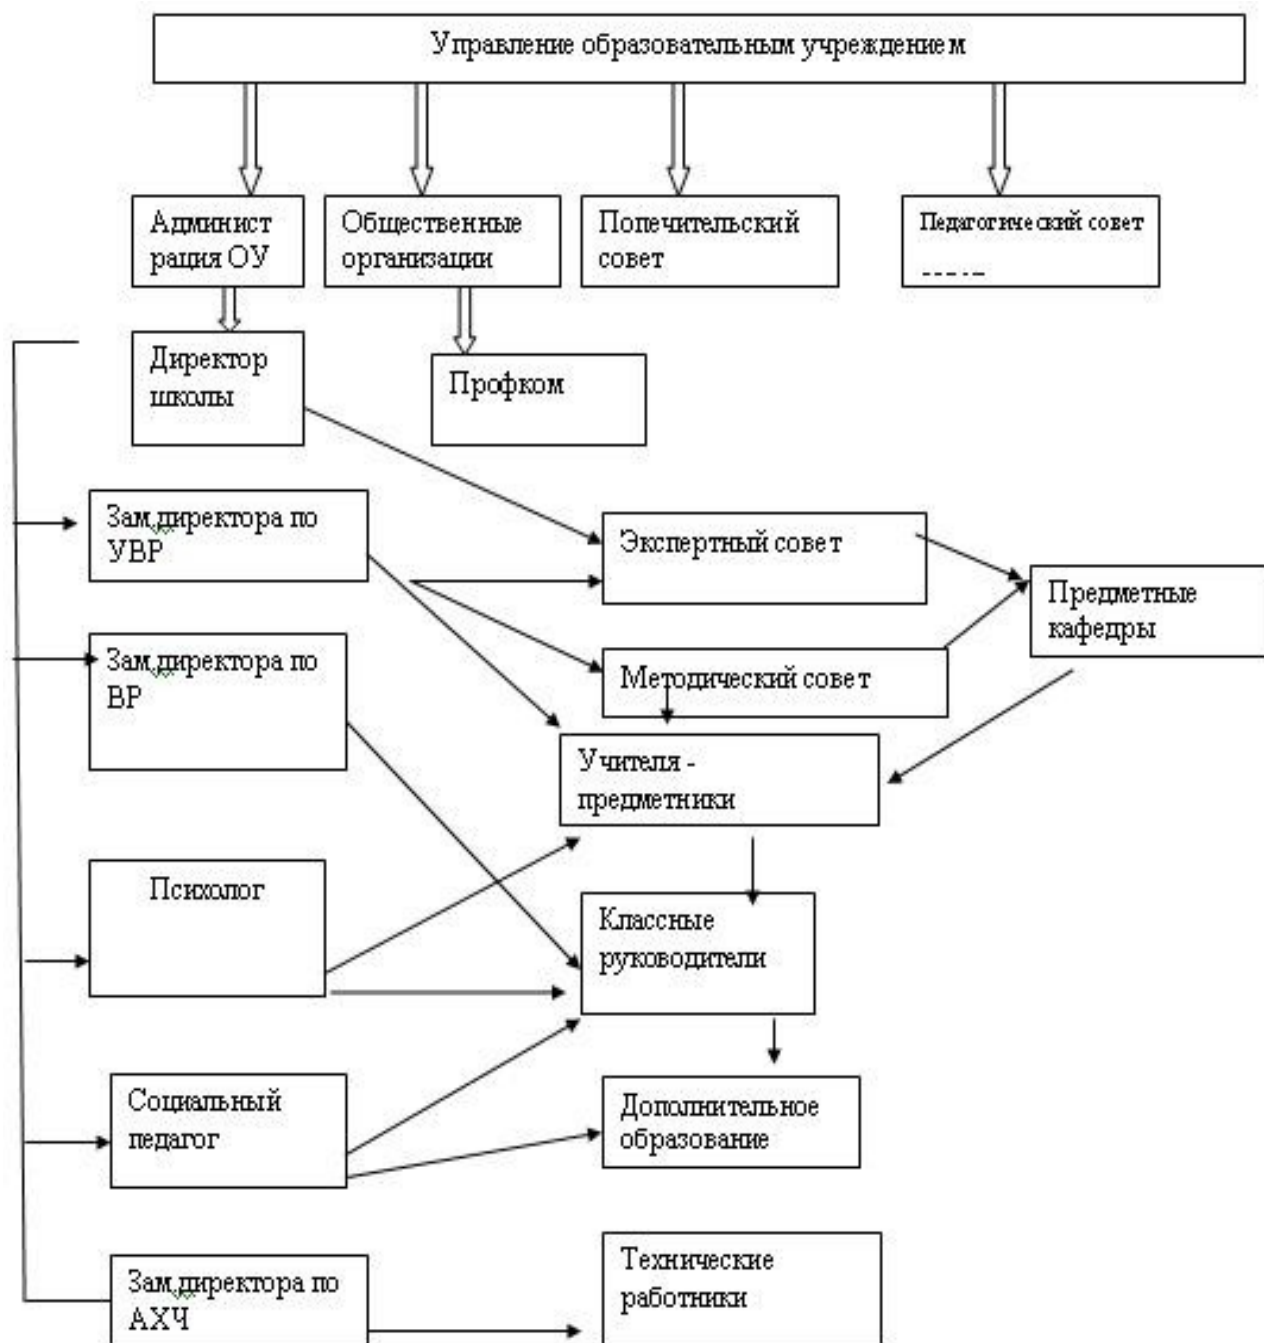 Управление образовательным учреждением
Админист
рация ОУ
Общественные
организации
Попечительский
совет
Педагогический совет
Директор
школы
Профком
Зам.директора по
УВР
Экспертный совет
Предметные
кафедры
Зам.директора по
ВР
Методический совет
Учителя -
предметники
Психолог
Классные
руководители
Социальный
педагог
Дополнительное
образование
Зам.директора по
АХЧ
Технические
работники